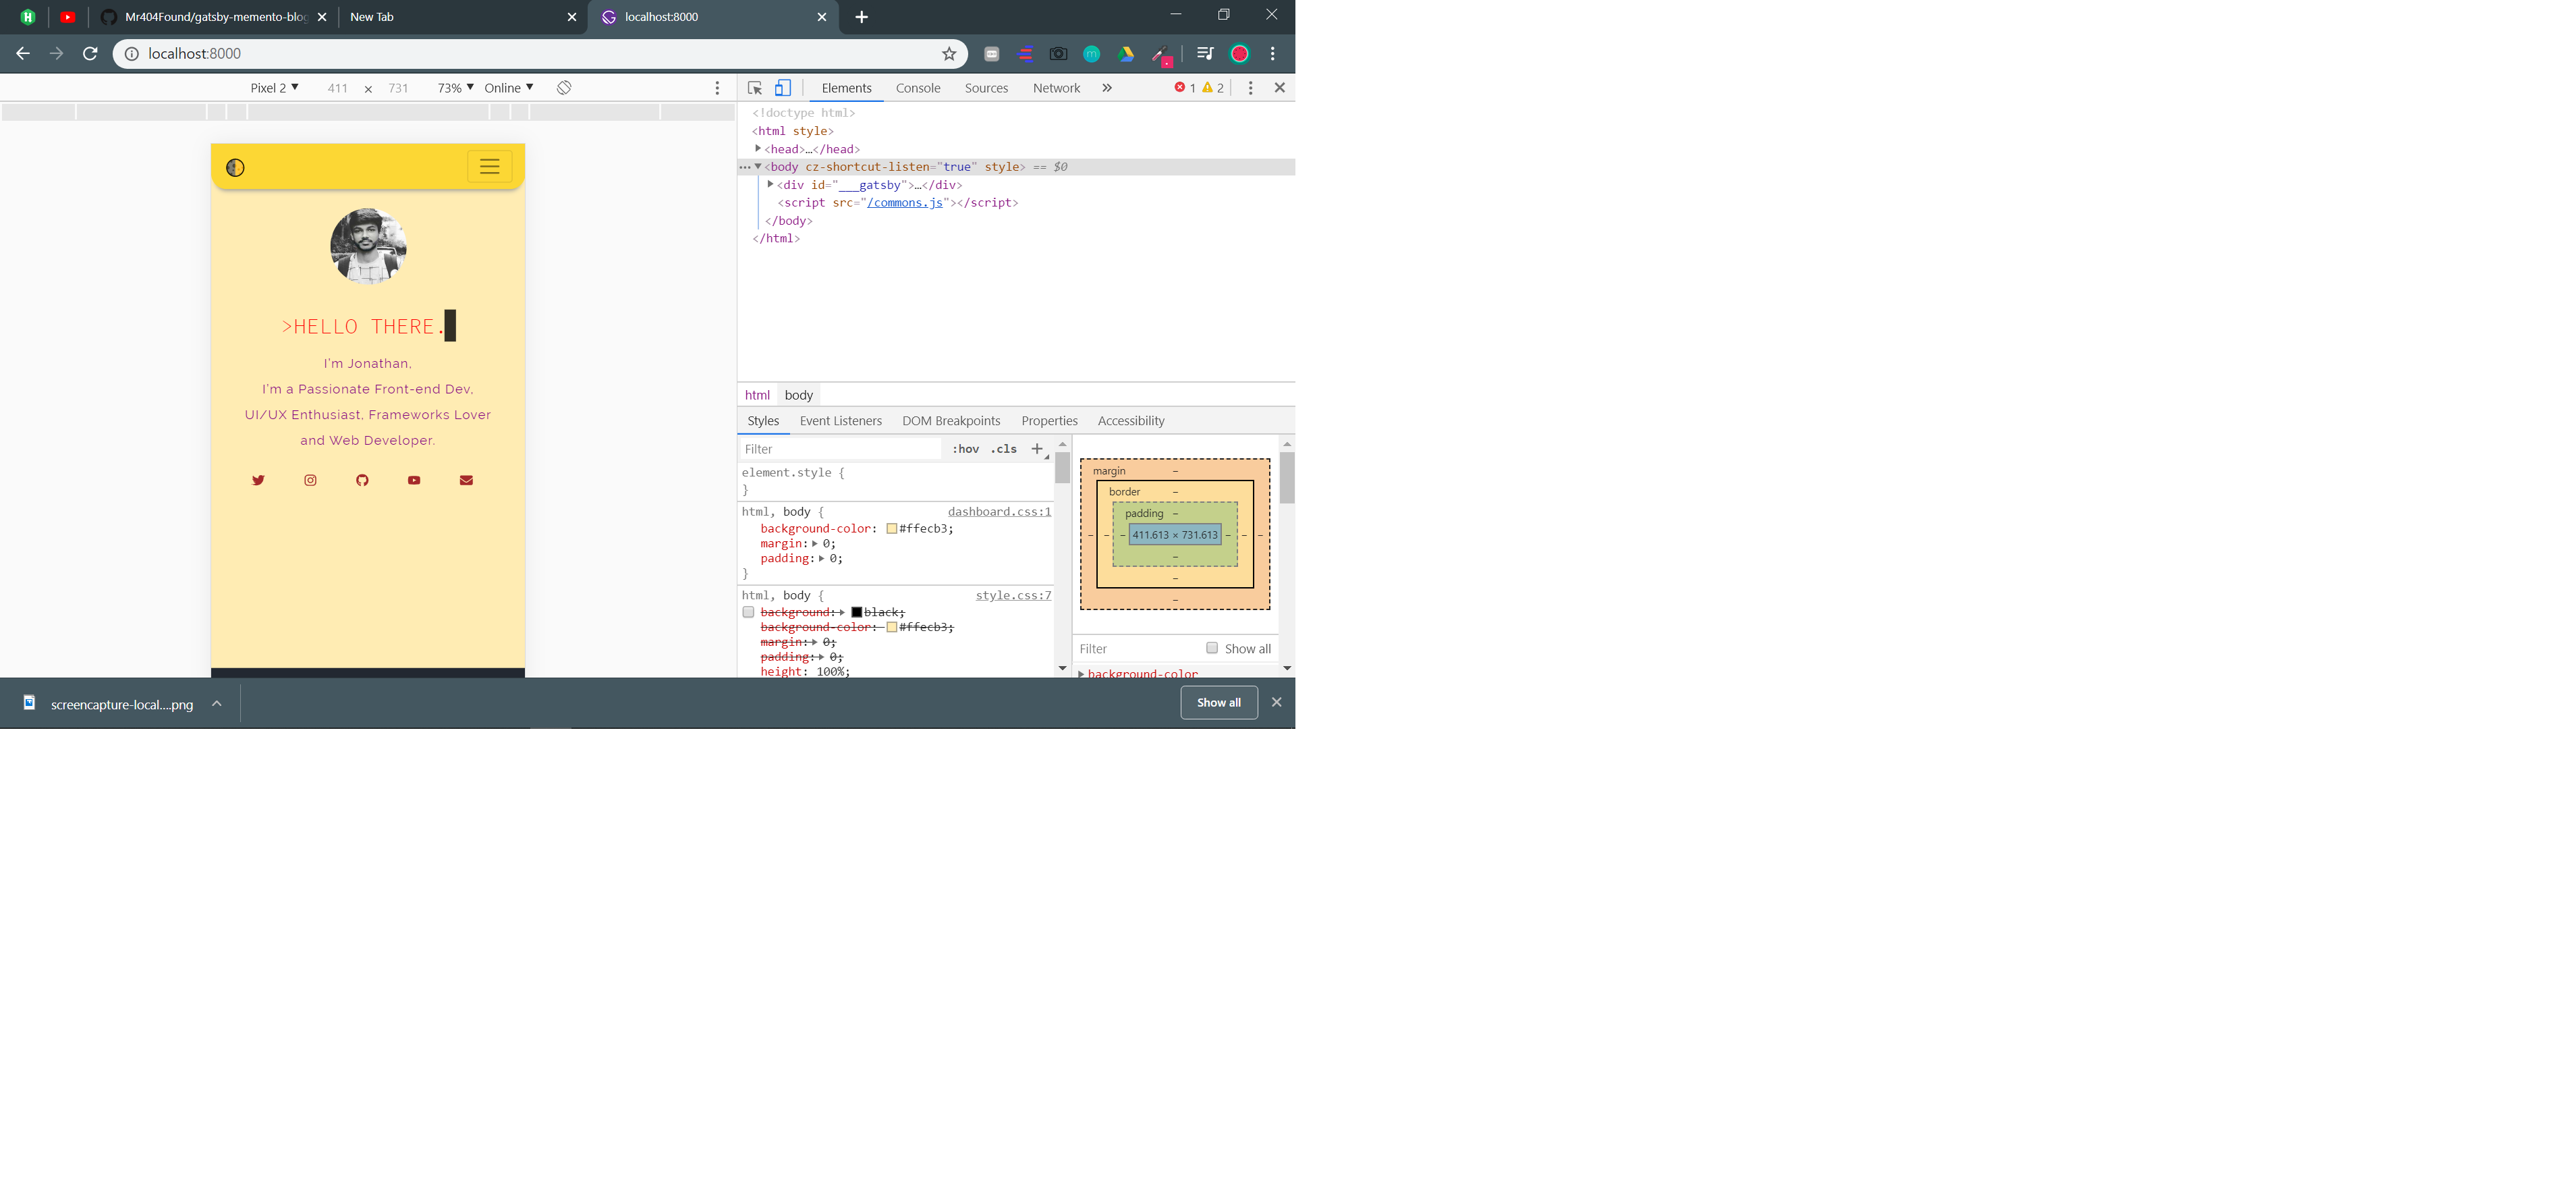 Mr404Found/gatsby-memento-blog
New Tab
localhost:8000
localhost:8000
Pixel 2 ▼ 411 × 731 73% ▼ Online ▼
Elements Console Sources Network » 1 2
<!doctype html>
<html style>
<head>…</head>
<body cz-shortcut-listen="true" style> == $0
<div id="___gatsby">…</div>
<script src="/commons.js"></script>
</body>
</html>
>HELLO THERE.
I'm Jonathan,
I'm a Passionate Front-end Dev,
UI/UX Enthusiast, Frameworks Lover
and Web Developer.
html body
Styles Event Listeners DOM Breakpoints Properties Accessibility
Filter :hov .cls +
element.style {
}
html, body { dashboard.css:1
background-color: #ffecb3;
margin: 0;
padding: 0;
}
html, body { style.css:7
background: black;
background-color: #ffecb3;
margin: 0;
padding: 0;
height: 100%;
margin –
border –
padding –
– – – 411.613 × 731.613 – – –
–
–
–
Filter Show all
background-color
screencapture-local....png
Show all